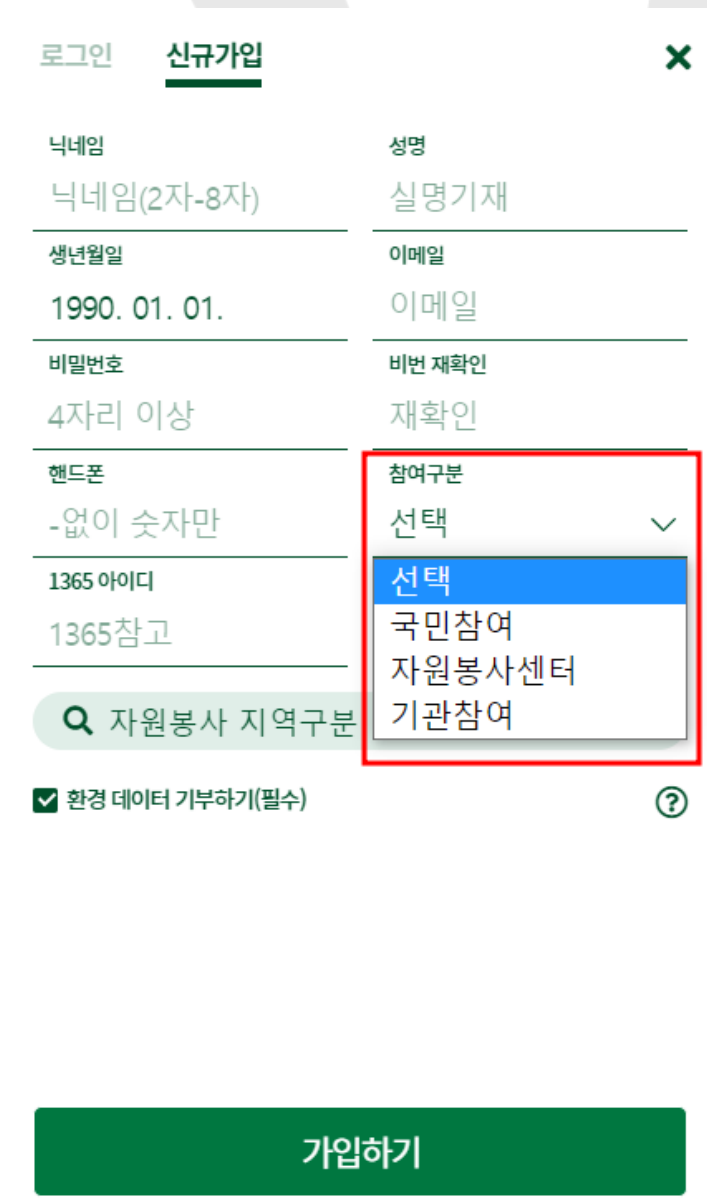 로그인 신규가입
닉네임 성명
닉네임(2자-8자) 실명기재
생년월일 이메일
1990. 01. 01. 이메일
비밀번호 비번 재확인
4자리 이상 재확인
핸드폰 참여구분
-없이 숫자만 선택
1365 아이디 선택
1365참고 국민참여
자원봉사센터
자원봉사 지역구분 기관참여
환경 데이터 기부하기(필수)
가입하기